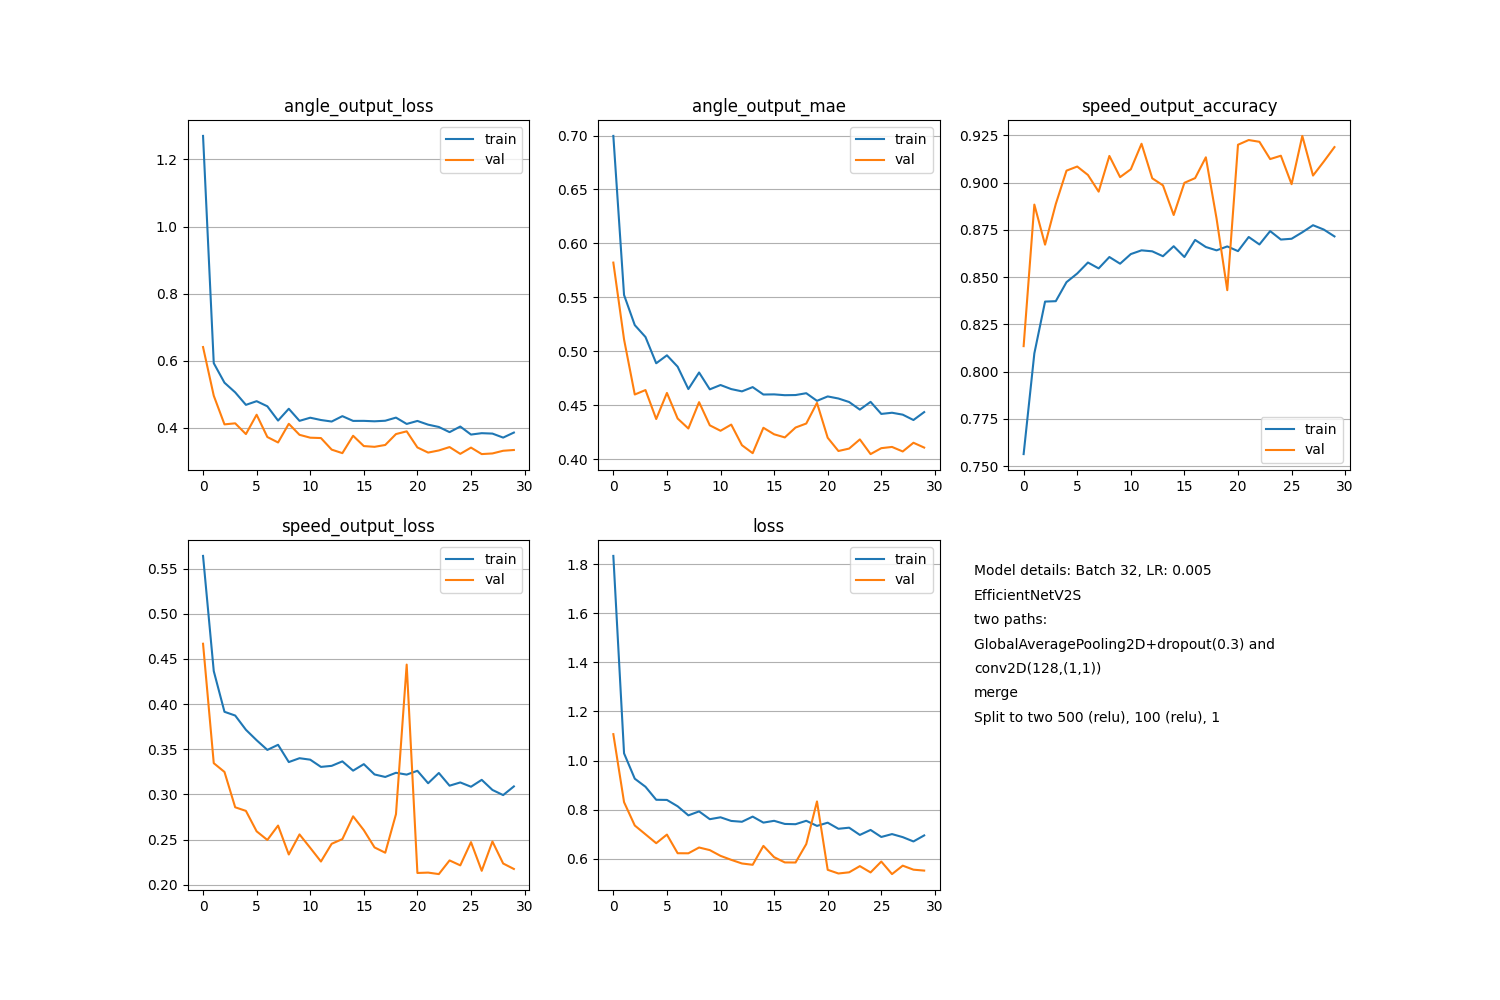 angle_output_loss
train
val
1.2
1.0
0.8
0.6
0.4
0 5 10 15 20 25 30
angle_output_mae
train
val
0.70
0.65
0.60
0.55
0.50
0.45
0.40
0 5 10 15 20 25 30
speed_output_accuracy
0.925
0.900
0.875
0.850
0.825
0.800
0.775
0.750
train
val
0 5 10 15 20 25 30
speed_output_loss
train
val
0.55
0.50
0.45
0.40
0.35
0.30
0.25
0.20
0 5 10 15 20 25 30
loss
train
val
1.8
1.6
1.4
1.2
1.0
0.8
0.6
0 5 10 15 20 25 30
Model details: Batch 32, LR: 0.005
EfficientNetV2S
two paths:
GlobalAveragePooling2D+dropout(0.3) and
conv2D(128,(1,1))
merge
Split to two 500 (relu), 100 (relu), 1